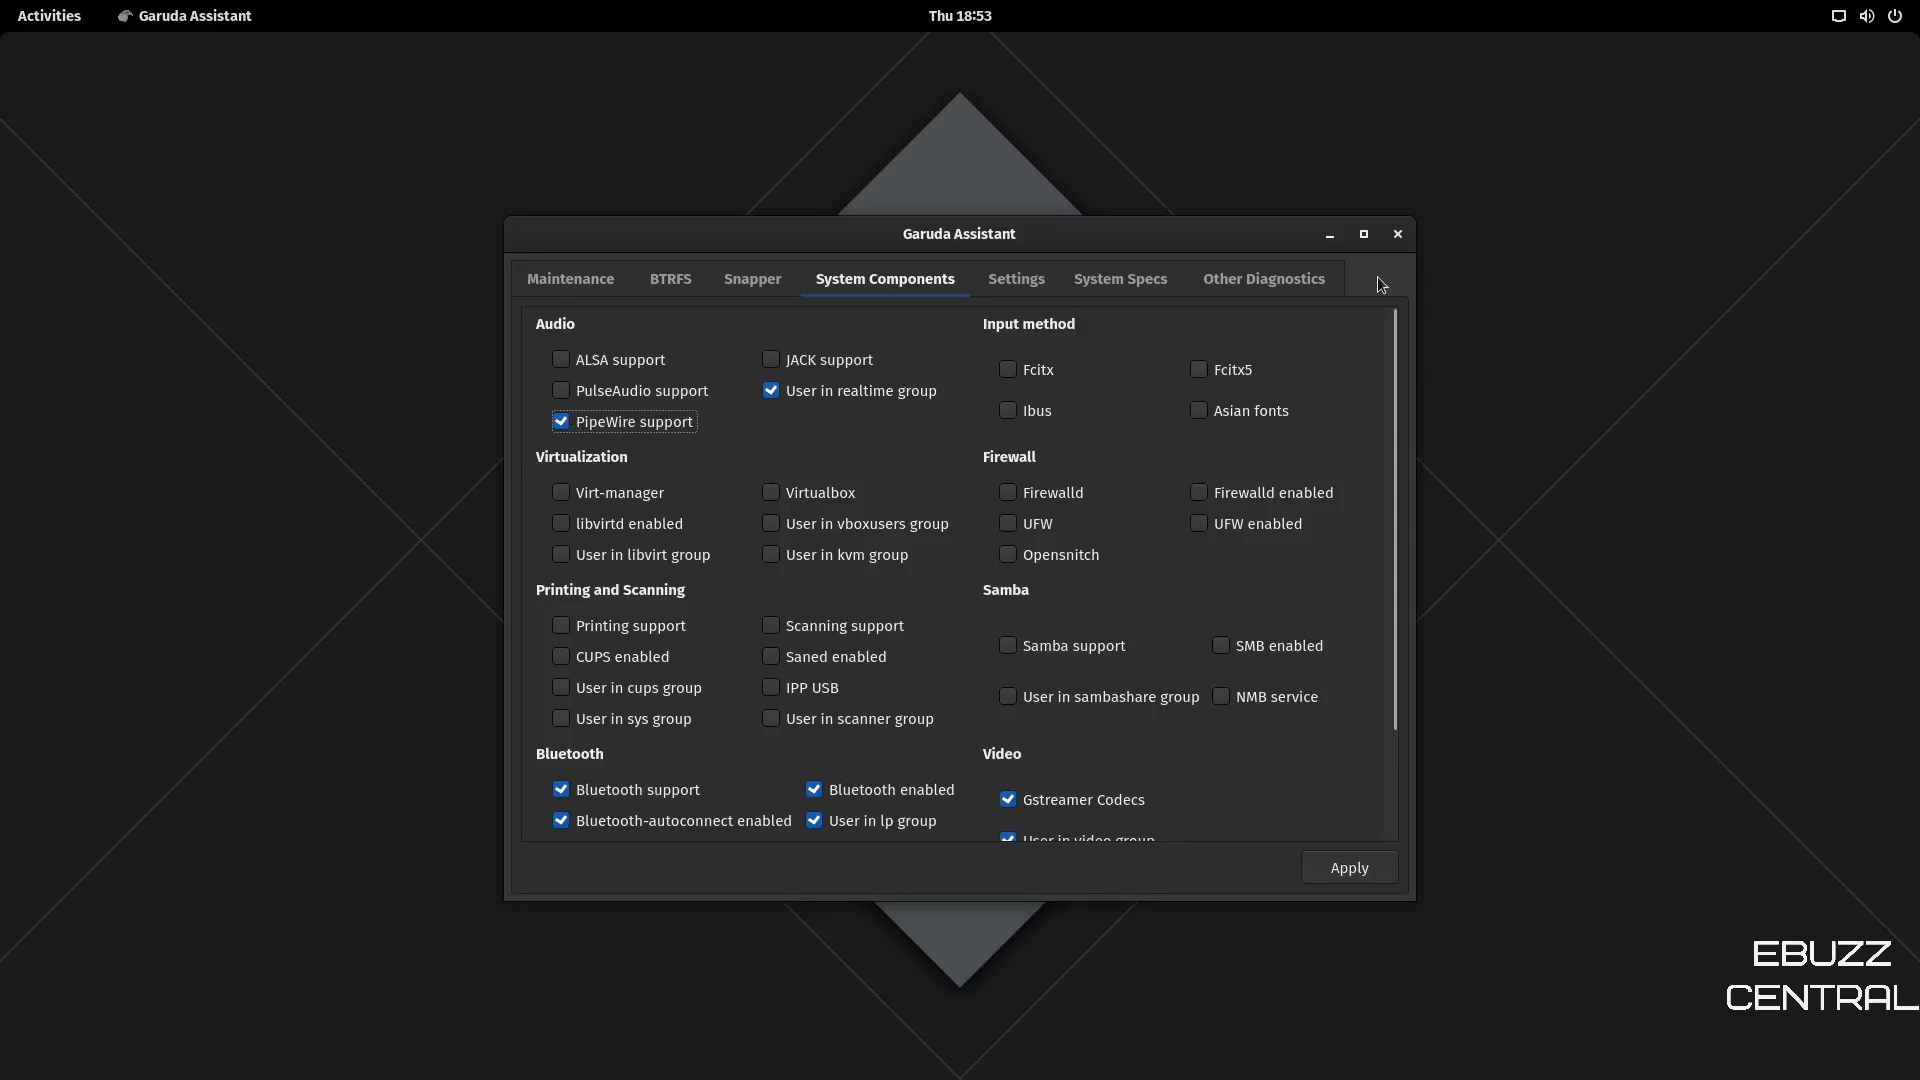 Activities
Garuda Assistant
Thu 18:53
Garuda Assistant
Maintenance
BTRFS
Snapper
System Components
Settings
System Specs
Other Diagnostics
Audio
ALSA support
JACK support
PulseAudio support
User in realtime group
PipeWire support
Input method
Fcitx
Fcitx5
Ibus
Asian fonts
Virtualization
Virt-manager
Virtualbox
libvirtd enabled
User in vboxusers group
User in libvirt group
User in kvm group
Firewall
Firewalld
Firewalld enabled
UFW
UFW enabled
Opensnitch
Printing and Scanning
Printing support
Scanning support
CUPS enabled
Saned enabled
User in cups group
IPP USB
User in sys group
User in scanner group
Samba
Samba support
SMB enabled
User in sambashare group
NMB service
Bluetooth
Bluetooth support
Bluetooth enabled
Bluetooth-autoconnect enabled
User in lp group
Video
Gstreamer Codecs
User in video group
Apply
EBUZZ
CENTRAL